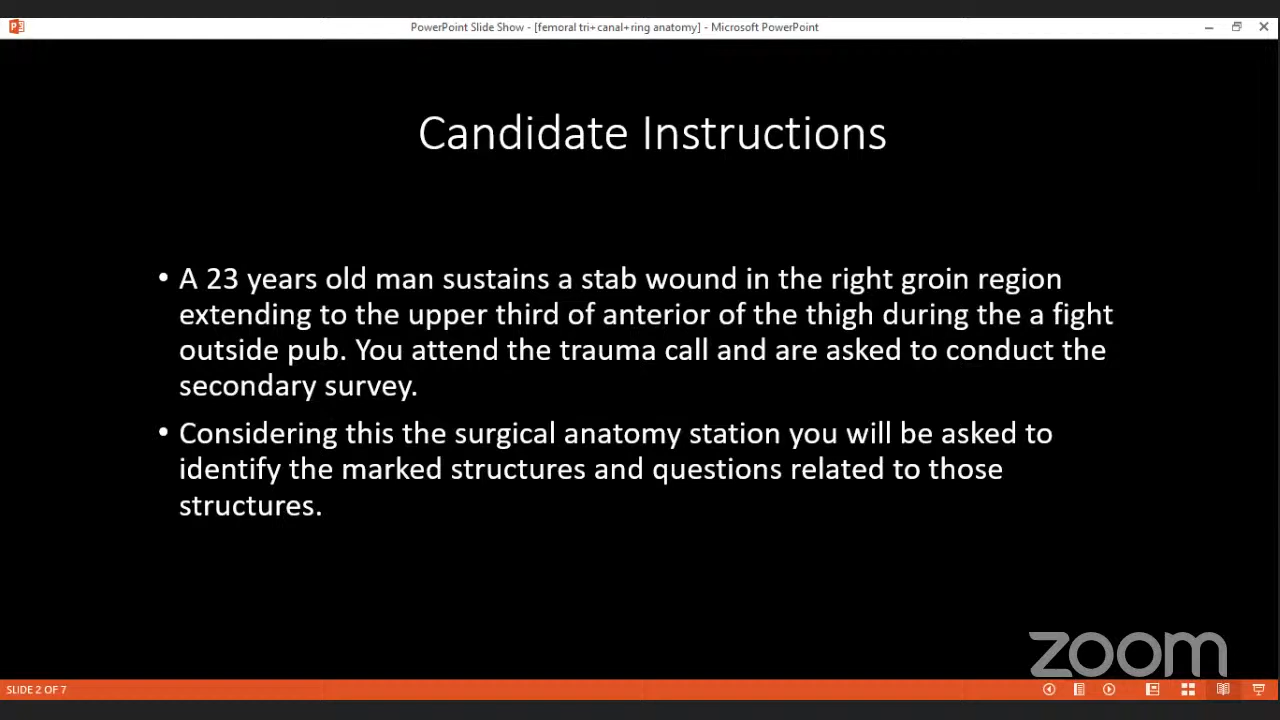 PowerPoint Slide Show - [femoral tri+canal+ring anatomy] - Microsoft PowerPoint
Candidate Instructions
• A 23 years old man sustains a stab wound in the right groin region
extending to the upper third of anterior of the thigh during the a fight
outside pub. You attend the trauma call and are asked to conduct the
secondary survey.
• Considering this the surgical anatomy station you will be asked to
identify the marked structures and questions related to those
structures.
zoom
SLIDE 2 OF 7